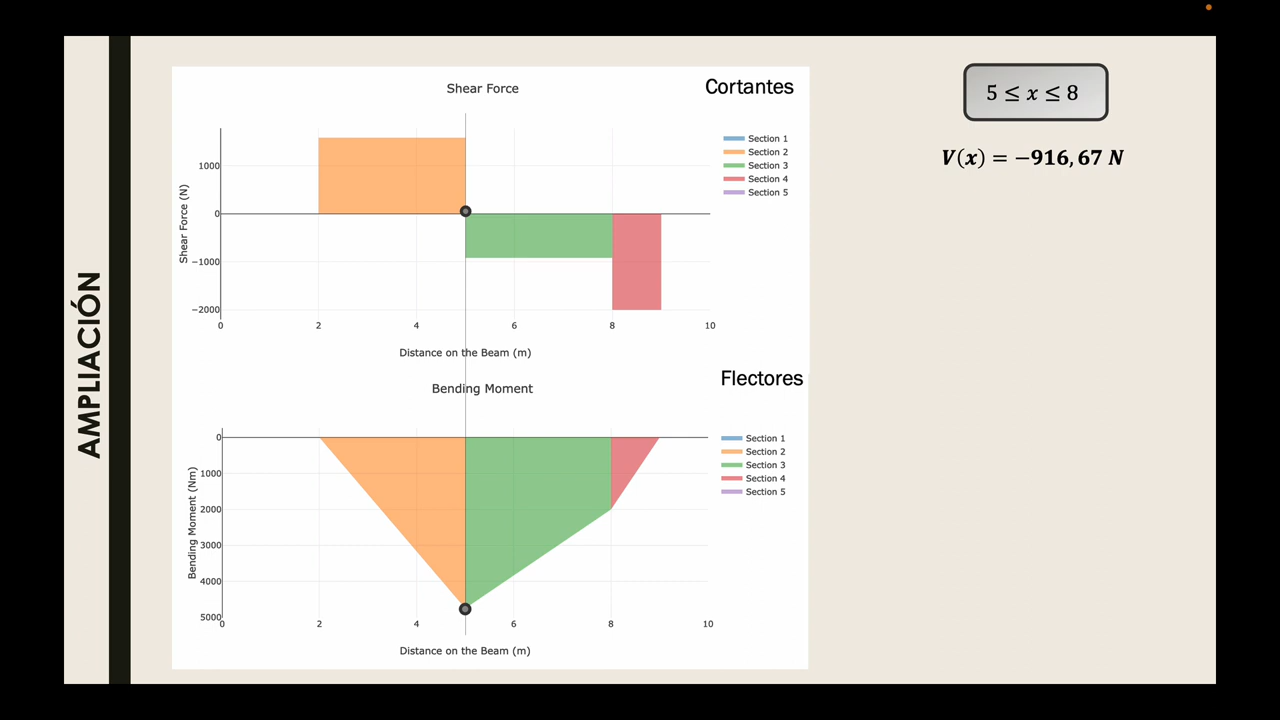 AMPLIACIÓN
Shear Force
Cortantes
Section 1
Section 2
Section 3
Section 4
Section 5
Shear Force (N)
1000
0
−1000
−2000
0 2 4 6 8 10
Distance on the Beam (m)
Bending Moment
Flectores
Section 1
Section 2
Section 3
Section 4
Section 5
Bending Moment (Nm)
0
1000
2000
3000
4000
5000
0 2 4 6 8 10
Distance on the Beam (m)
5 ≤ x ≤ 8
V(x) = −916,67 N